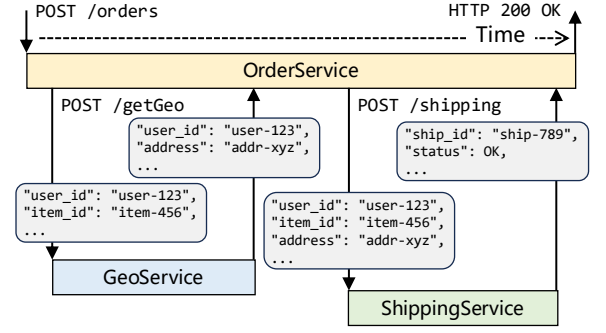 POST /orders
HTTP 200 OK
Time
OrderService
POST /getGeo
POST /shipping
"user_id": "user-123",
"address": "addr-xyz",
...
"ship_id": "ship-789",
"status": OK,
...
"user_id": "user-123",
"item_id": "item-456",
...
"user_id": "user-123",
"item_id": "item-456",
"address": "addr-xyz",
...
GeoService
ShippingService